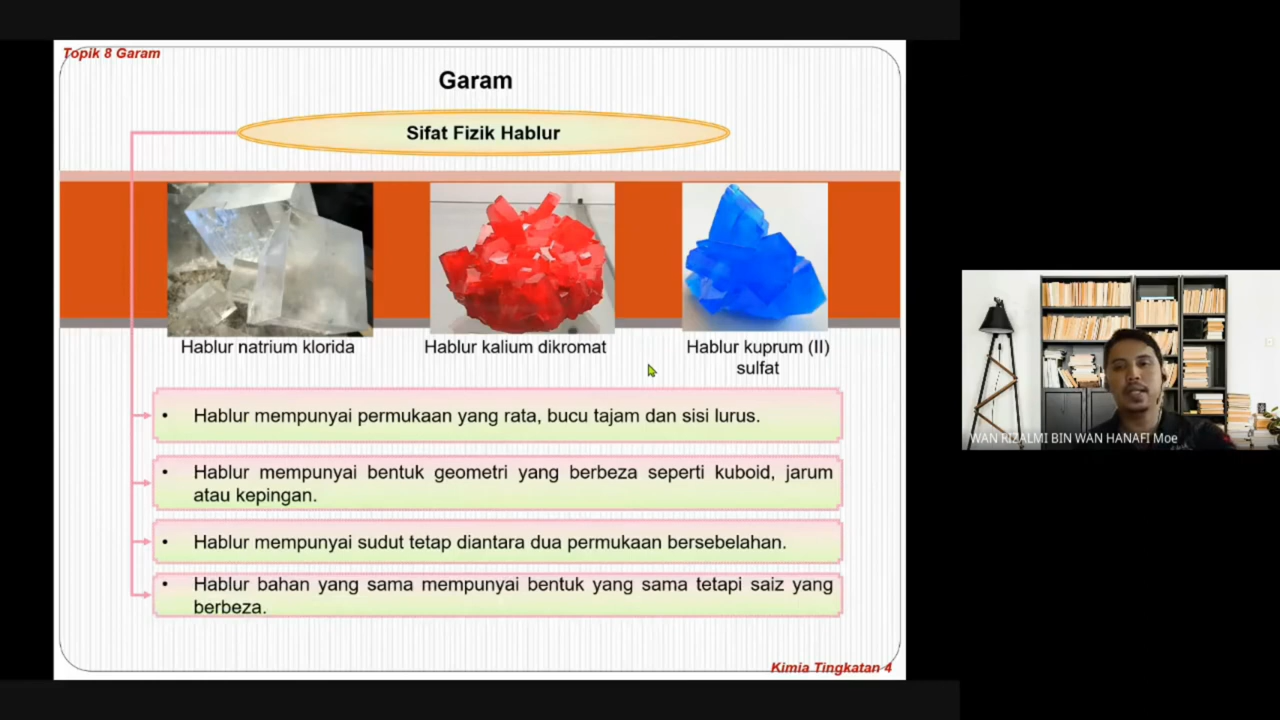 Topik 8 Garam
Garam
Sifat Fizik Hablur
Hablur natrium klorida
Hablur kalium dikromat
Hablur kuprum (II)
sulfat
• Hablur mempunyai permukaan yang rata, bucu tajam dan sisi lurus.
• Hablur mempunyai bentuk geometri yang berbeza seperti kuboid, jarum
atau kepingan.
• Hablur mempunyai sudut tetap diantara dua permukaan bersebelahan.
• Hablur bahan yang sama mempunyai bentuk yang sama tetapi saiz yang
berbeza.
Kimia Tingkatan 4
WAN RIZALMI BIN WAN HANAFI Moe